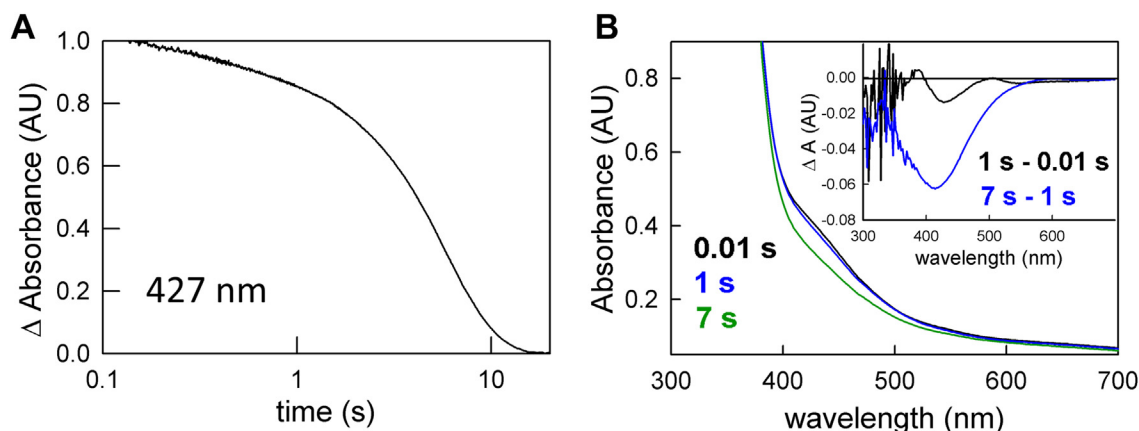 A
Δ Absorbance (AU)
1.0
0.8
0.6
0.4
0.2
0.0
427 nm
0.1
1
10
time (s)
B
Absorbance (AU)
0.8
0.6
0.4
0.2
0.01 s
1 s
7 s
300
400
500
600
700
wavelength (nm)
Δ A (AU)
0.00
-0.02
-0.04
-0.06
-0.08
1 s - 0.01 s
7 s - 1 s
300
400
500
600
wavelength (nm)